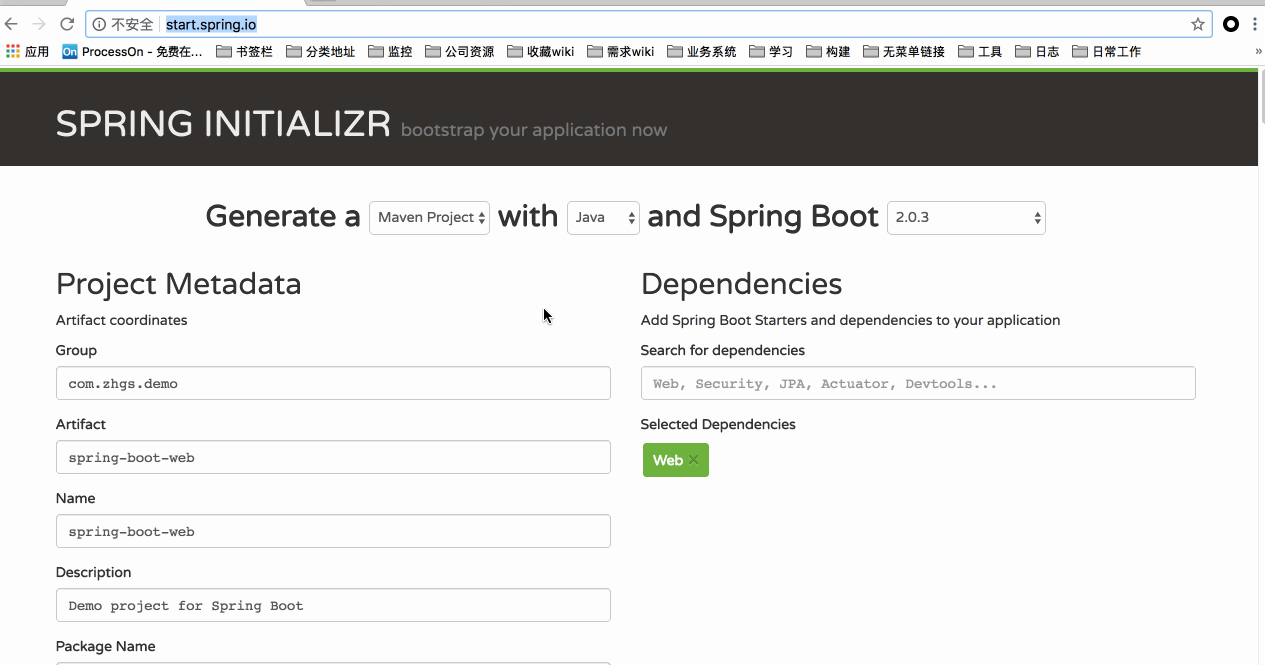 不安全 start.spring.io
应用 ProcessOn - 免费在... 书签栏 分类地址 监控 公司资源 收藏wiki 需求wiki 业务系统 学习 构建 无菜单链接 工具 日志 日常工作 »
SPRING INITIALIZR bootstrap your application now
Generate a Maven Project with Java and Spring Boot 2.0.3
Project Metadata
Artifact coordinates
Group
com.zhgs.demo
Artifact
spring-boot-web
Name
spring-boot-web
Description
Demo project for Spring Boot
Package Name
Dependencies
Add Spring Boot Starters and dependencies to your application
Search for dependencies
Web, Security, JPA, Actuator, Devtools...
Selected Dependencies
Web ×